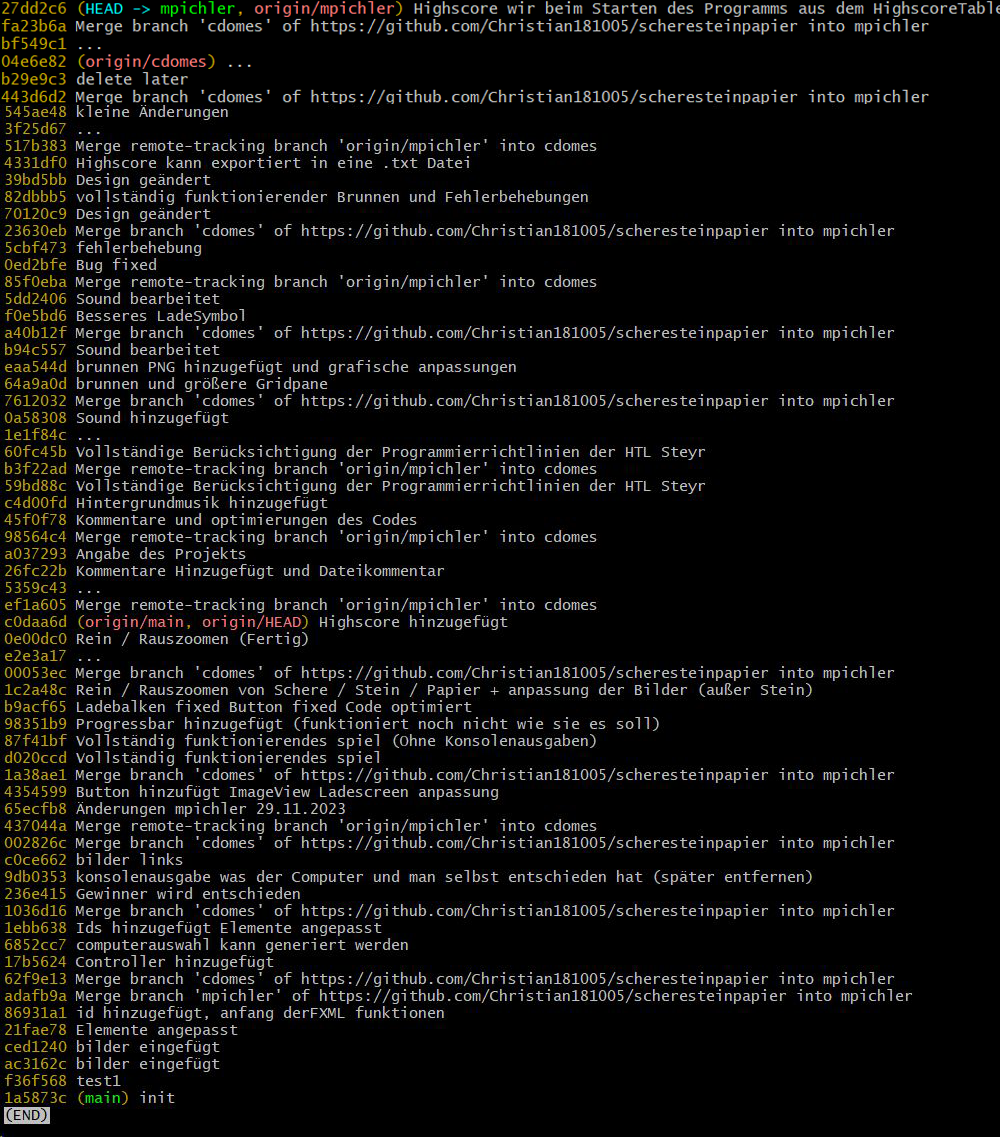 27dd2c6 (HEAD -> mpichler, origin/mpichler) Highscore wir beim Starten des Programms aus dem HighscoreTable
fa23b6a Merge branch 'cdomes' of https://github.com/Christian181005/scheresteinpapier into mpichler
bf549c1 ...
04e6e82 (origin/cdomes) ...
b29e9c3 delete later
443d6d2 Merge branch 'cdomes' of https://github.com/Christian181005/scheresteinpapier into mpichler
545ae48 kleine Änderungen
3f25d67 ...
517b383 Merge remote-tracking branch 'origin/mpichler' into cdomes
4331df0 Highscore kann exportiert in eine .txt Datei
39bd5bb Design geändert
82dbbb5 vollständig funktionierender Brunnen und Fehlerbehebungen
70120c9 Design geändert
23630eb Merge branch 'cdomes' of https://github.com/Christian181005/scheresteinpapier into mpichler
5cbf473 fehlerbehebung
0ed2bfe Bug fixed
85f0eba Merge remote-tracking branch 'origin/mpichler' into cdomes
5dd2406 Sound bearbeitet
f0e5bd6 Besseres LadeSymbol
a40b12f Merge branch 'cdomes' of https://github.com/Christian181005/scheresteinpapier into mpichler
b94c557 Sound bearbeitet
eaa544d brunnen PNG hinzugefügt und grafische anpassungen
64a9a0d brunnen und größere Gridpane
7612032 Merge branch 'cdomes' of https://github.com/Christian181005/scheresteinpapier into mpichler
0a58308 Sound hinzugefügt
1e1f84c ...
60fc45b Vollständige Berücksichtigung der Programmierrichtlinien der HTL Steyr
b3f22ad Merge remote-tracking branch 'origin/mpichler' into cdomes
59bd88c Vollständige Berücksichtigung der Programmierrichtlinien der HTL Steyr
c4d00fd Hintergrundmusik hinzugefügt
45f0f78 Kommentare und optimierungen des Codes
98564c4 Merge remote-tracking branch 'origin/mpichler' into cdomes
a037293 Angabe des Projekts
26fc22b Kommentare Hinzugefügt und Dateikommentar
5359c43 ...
ef1a605 Merge remote-tracking branch 'origin/mpichler' into cdomes
c0daa6d (origin/main, origin/HEAD) Highscore hinzugefügt
0e00dc0 Rein / Rauszoomen (Fertig)
e2e3a17 ...
00053ec Merge branch 'cdomes' of https://github.com/Christian181005/scheresteinpapier into mpichler
1c2a48c Rein / Rauszoomen von Schere / Stein / Papier + anpassung der Bilder (außer Stein)
b9acf65 Ladebalken fixed Button fixed Code optimiert
98351b9 Progressbar hinzugefügt (funktioniert noch nicht wie sie es soll)
87f41bf Vollständig funktionierendes spiel (Ohne Konsolenausgaben)
d020ccd Vollständig funktionierendes spiel
1a38ae1 Merge branch 'cdomes' of https://github.com/Christian181005/scheresteinpapier into mpichler
4354599 Button hinzufügt ImageView Ladescreen anpassung
65ecfb8 Änderungen mpichler 29.11.2023
437044a Merge remote-tracking branch 'origin/mpichler' into cdomes
002826c Merge branch 'cdomes' of https://github.com/Christian181005/scheresteinpapier into mpichler
c0ce662 bilder links
9db0353 konsolenausgabe was der Computer und man selbst entschieden hat (später entfernen)
236e415 Gewinner wird entschieden
1036d16 Merge branch 'cdomes' of https://github.com/Christian181005/scheresteinpapier into mpichler
1ebb638 Ids hinzugefügt Elemente angepasst
6852cc7 computerauswahl kann generiert werden
17b5624 Controller hinzugefügt
62f9e13 Merge branch 'cdomes' of https://github.com/Christian181005/scheresteinpapier into mpichler
adafb9a Merge branch 'mpichler' of https://github.com/Christian181005/scheresteinpapier into mpichler
86931a1 id hinzugefügt, anfang derFXML funktionen
21fae78 Elemente angepasst
ced1240 bilder eingefügt
ac3162c bilder eingefügt
f36f568 test1
1a5873c (main) init
(END)